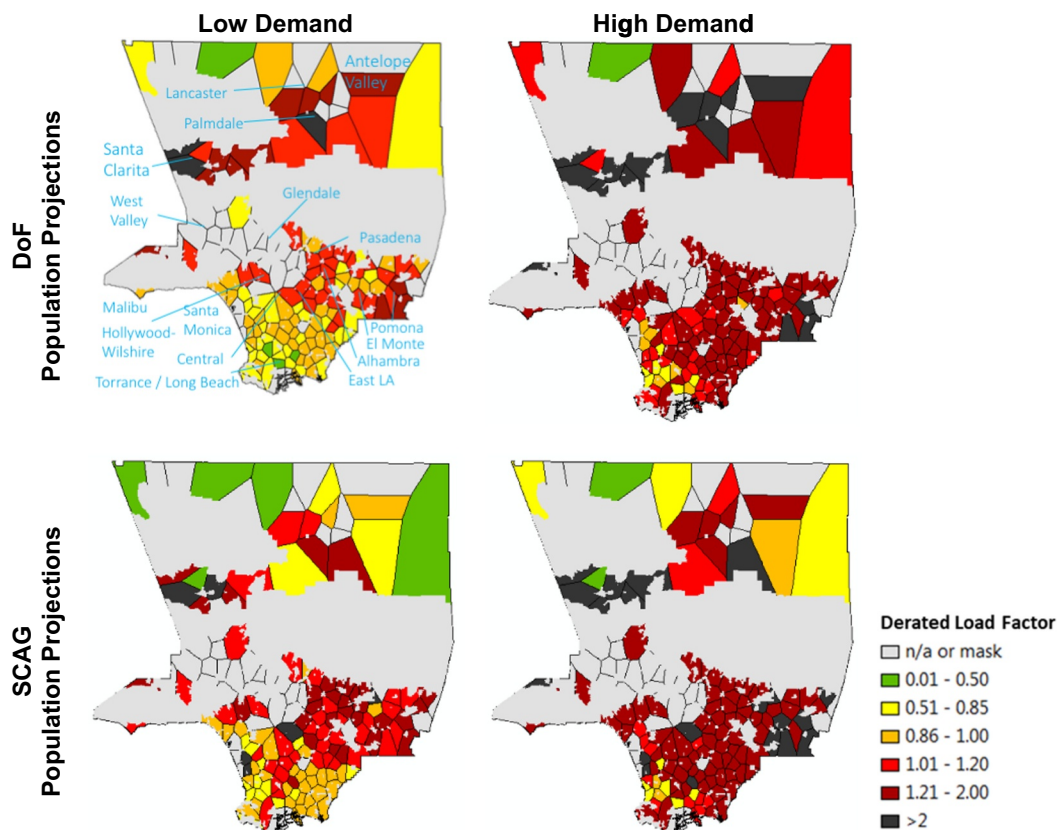 Low Demand
High Demand
DoF
Population Projections
Antelope
Valley
Lancaster
Palmdale
Santa
Clarita
West
Valley
Glendale
Pasadena
Malibu
Santa
Monica
Hollywood-
Wilshire
Central
Torrance / Long Beach
Pomona
El Monte
Alhambra
East LA
SCAG
Population Projections
Derated Load Factor
n/a or mask
0.01 - 0.50
0.51 - 0.85
0.86 - 1.00
1.01 - 1.20
1.21 - 2.00
>2